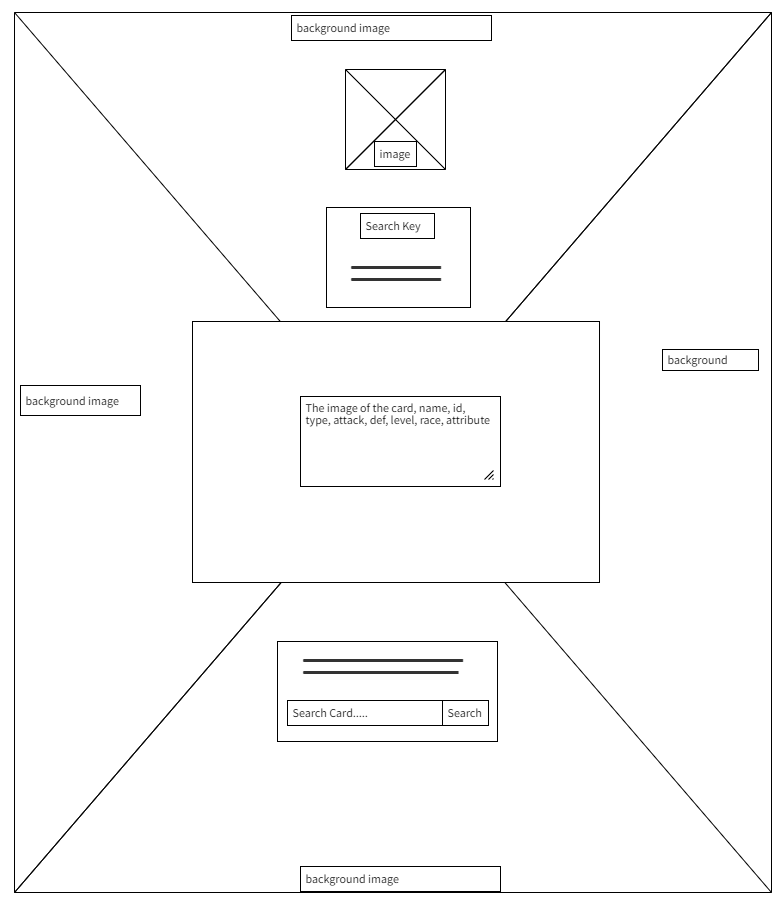 background image
image
Search Key
background
background image
The image of the card, name, id,
type, attack, def, level, race, attribute
Search Card.....
Search
background image